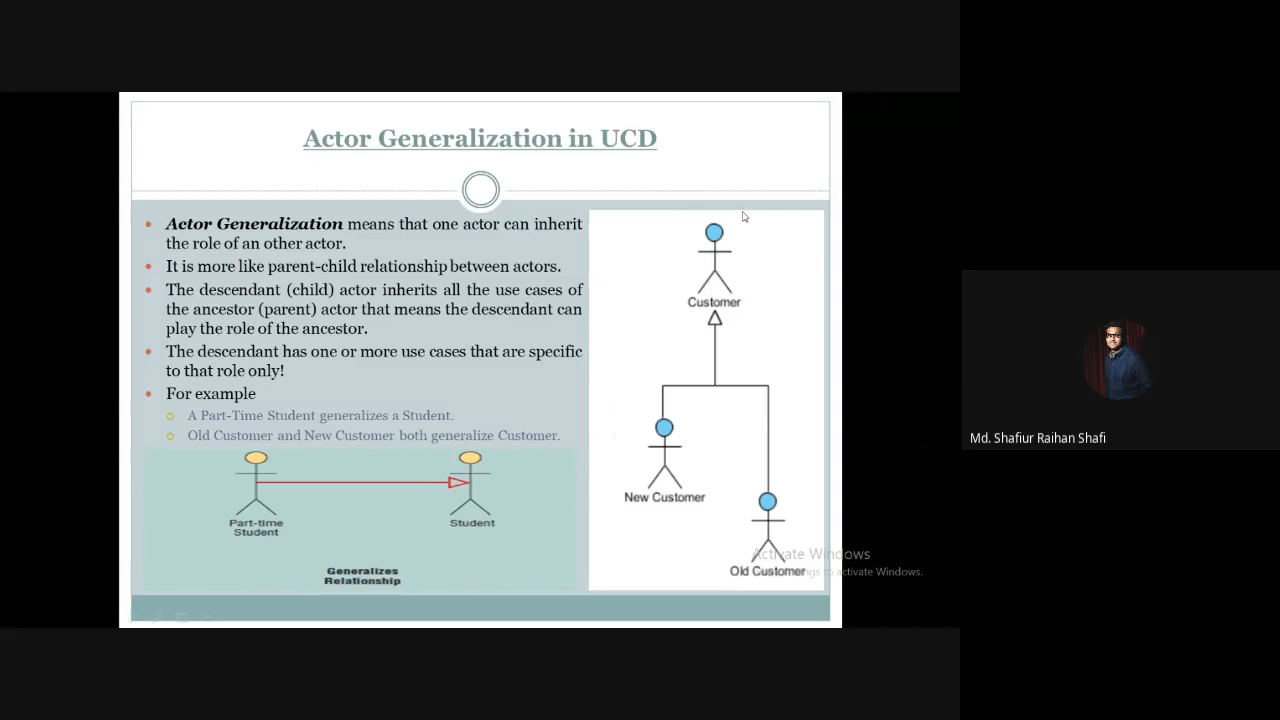 Actor Generalization in UCD
Actor Generalization means that one actor can inherit
the role of an other actor.
It is more like parent-child relationship between actors.
The descendant (child) actor inherits all the use cases of
the ancestor (parent) actor that means the descendant can
play the role of the ancestor.
The descendant has one or more use cases that are specific
to that role only!
For example
A Part-Time Student generalizes a Student.
Old Customer and New Customer both generalize Customer.
Part-time
Student
Student
Generalizes
Relationship
Customer
New Customer
Old Customer
Activate Windows
to activate Windows.
Md. Shafiur Raihan Shafi